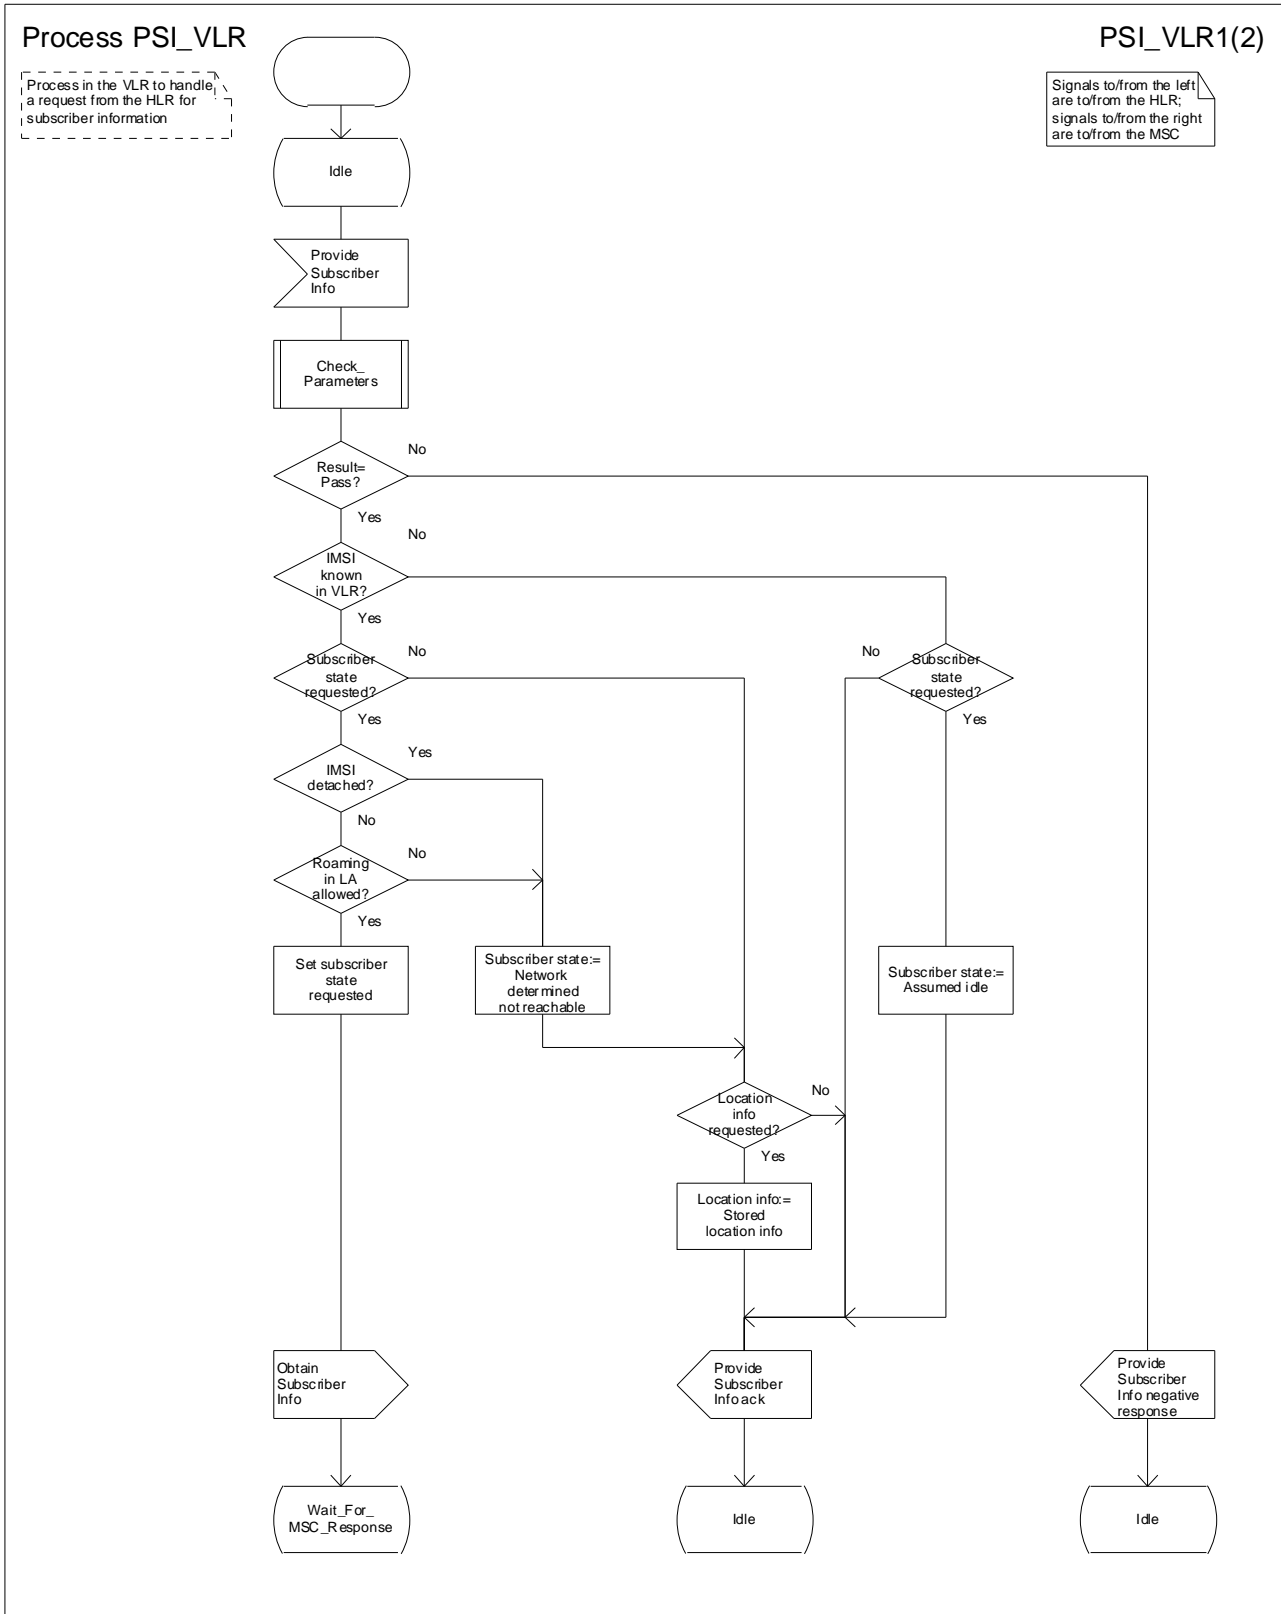 Process PSI_VLR
PSI_VLR1(2)
Process in the VLR to handle
a request from the HLR for
subscriber information
Signals to/from the left
are to/from the HLR;
signals to/from the right
are to/from the MSC
Idle
Provide
Subscriber
Info
Check_
Parameters
No
Result=
Pass?
Yes
No
IMSI
known
in VLR?
Yes
No
Subscriber
state
requested?
Yes
No
Subscriber
state
requested?
Yes
Yes
IMSI
detached?
No
No
Roaming
in LA
allowed?
Yes
Set subscriber
state
requested
Subscriber state:=
Network
determined
not reachable
Subscriber state:=
Assumed idle
No
Location
info
requested?
Yes
Location info:=
Stored
location info
Obtain
Subscriber
Info
Provide
Subscriber
Info ack
Provide
Subscriber
Info negative
response
Wait_For_
MSC_Response
Idle
Idle